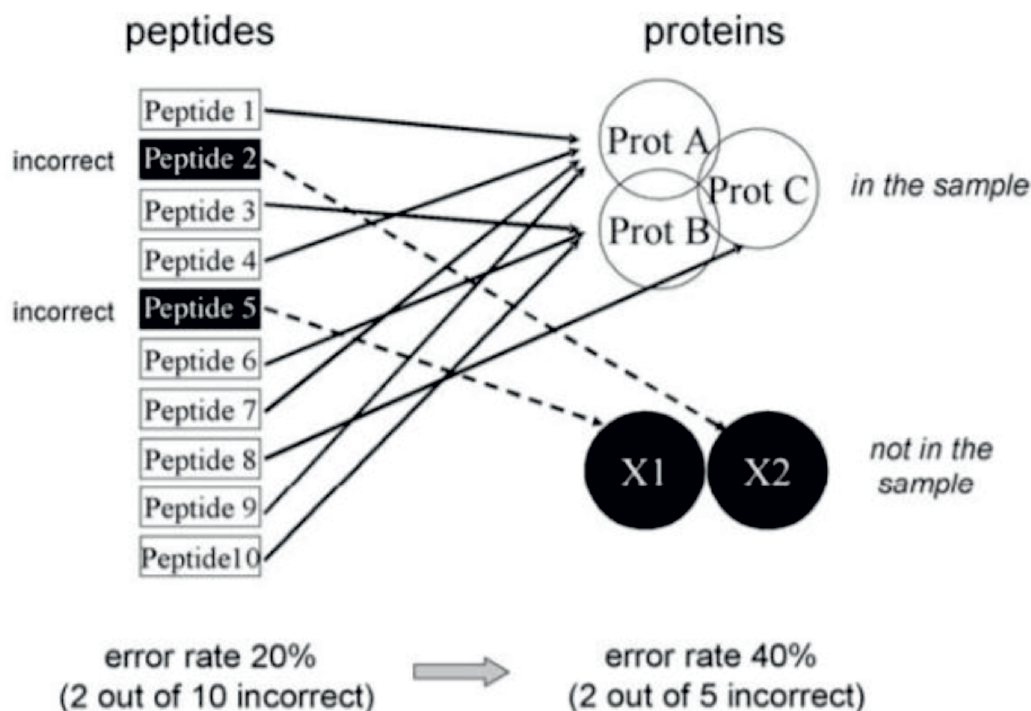 peptides
proteins
Peptide 1
incorrect
Peptide 2
Peptide 3
Peptide 4
incorrect
Peptide 5
Peptide 6
Peptide 7
Peptide 8
Peptide 9
Peptide10
Prot A
Prot C
Prot B
in the sample
X1
X2
not in the
sample
error rate 20%
(2 out of 10 incorrect)
error rate 40%
(2 out of 5 incorrect)